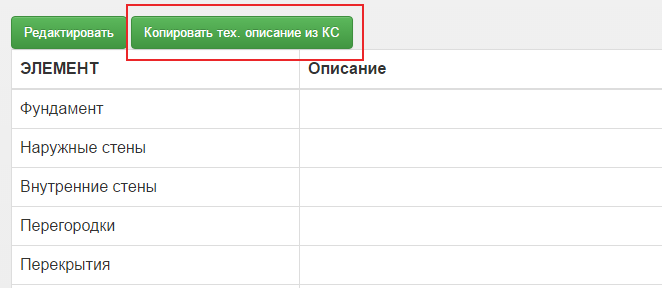 Редактировать Копировать тех. описание из КС
ЭЛЕМЕНТ Описание
Фундамент
Наружные стены
Внутренние стены
Перегородки
Перекрытия